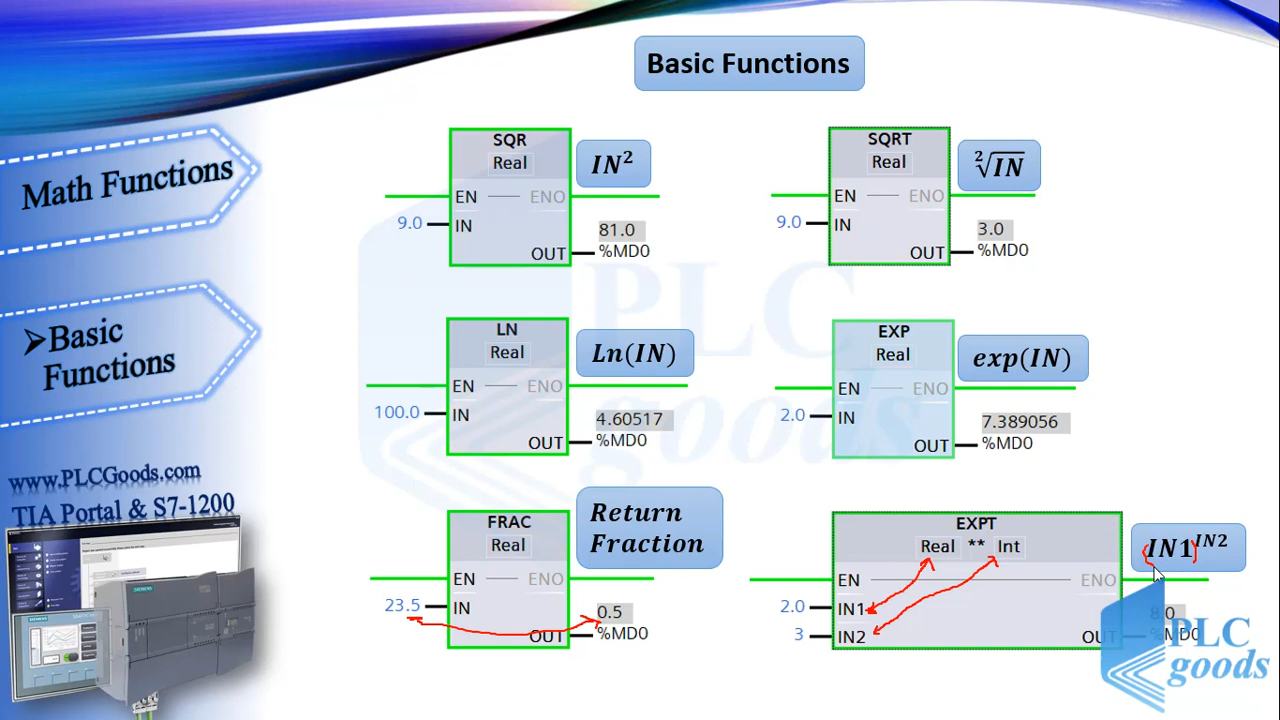 Basic Functions
Math Functions
➢Basic
Functions
www.PLCGoods.com
TIA Portal & S7-1200
SQR
Real
IN²
EN
ENO
9.0
IN
81.0
OUT
%MD0
SQRT
Real
²√IN
EN
ENO
9.0
IN
3.0
OUT
%MD0
LN
Real
Ln(IN)
EN
ENO
100.0
IN
4.60517
OUT
%MD0
EXP
Real
exp(IN)
EN
ENO
2.0
IN
7.389056
OUT
%MD0
FRAC
Real
Return
Fraction
EN
ENO
23.5
IN
0.5
OUT
%MD0
EXPT
Real ** Int
IN1^IN2
EN
ENO
2.0
IN1
8.0
3
IN2
OUT
%MD0
PLC
goods
PLC
goods
SIEMENS